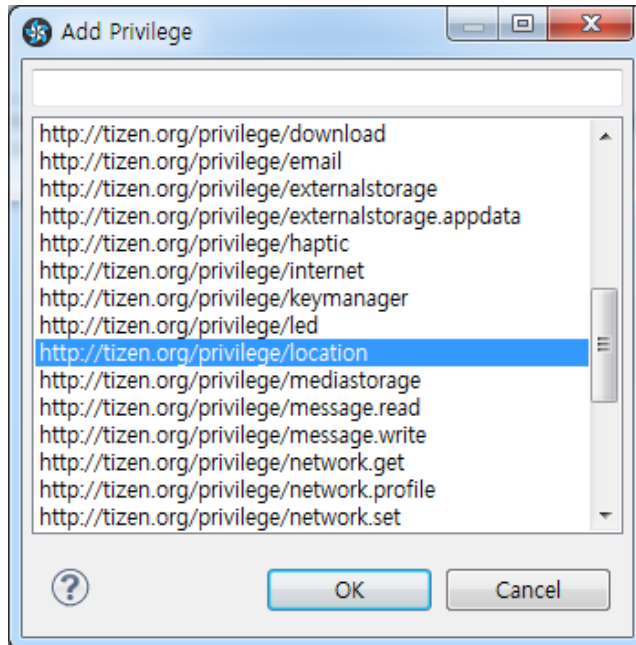 Add Privilege
http://tizen.org/privilege/download
http://tizen.org/privilege/email
http://tizen.org/privilege/externalstorage
http://tizen.org/privilege/externalstorage.appdata
http://tizen.org/privilege/haptic
http://tizen.org/privilege/internet
http://tizen.org/privilege/keymanager
http://tizen.org/privilege/led
http://tizen.org/privilege/location
http://tizen.org/privilege/mediastorage
http://tizen.org/privilege/message.read
http://tizen.org/privilege/message.write
http://tizen.org/privilege/network.get
http://tizen.org/privilege/network.profile
http://tizen.org/privilege/network.set
OK Cancel